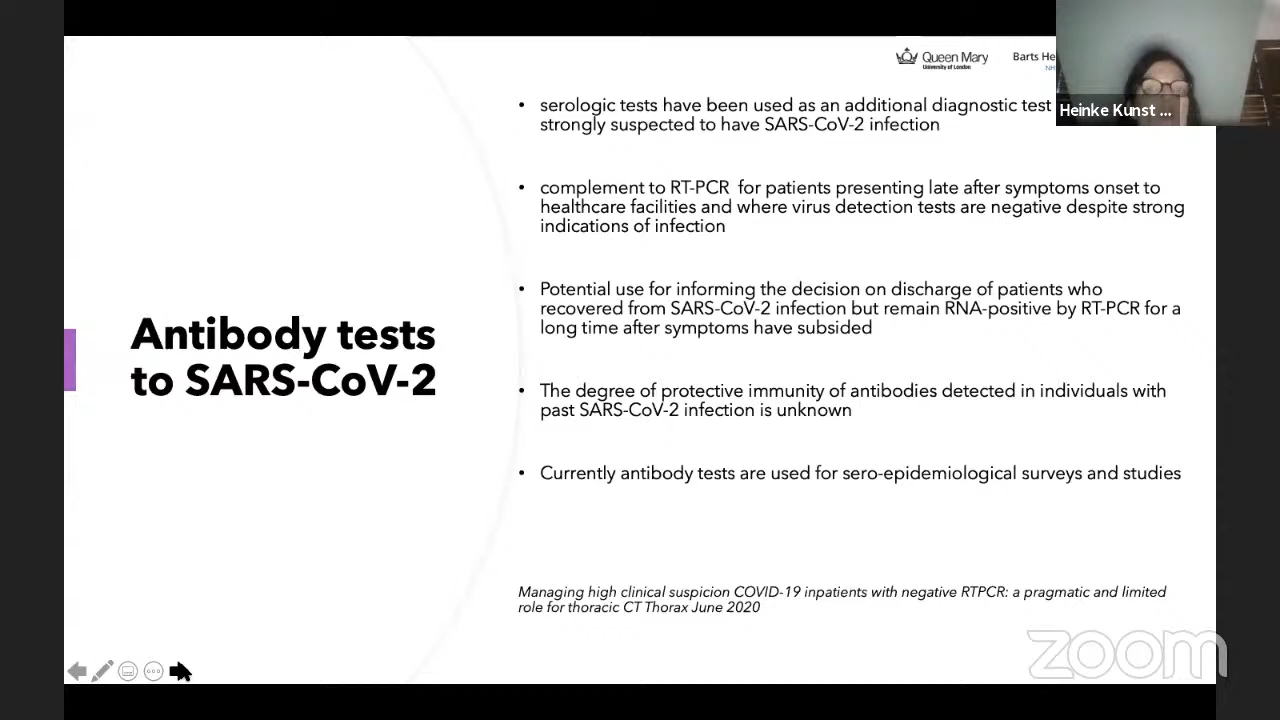 Queen Mary
University of London
Barts He
NH
Heinke Kunst ...
• serologic tests have been used as an additional diagnostic test
strongly suspected to have SARS-CoV-2 infection
• complement to RT-PCR for patients presenting late after symptoms onset to
healthcare facilities and where virus detection tests are negative despite strong
indications of infection
• Potential use for informing the decision on discharge of patients who
recovered from SARS-CoV-2 infection but remain RNA-positive by RT-PCR for a
long time after symptoms have subsided
Antibody tests
to SARS-CoV-2
• The degree of protective immunity of antibodies detected in individuals with
past SARS-CoV-2 infection is unknown
• Currently antibody tests are used for sero-epidemiological surveys and studies
Managing high clinical suspicion COVID-19 inpatients with negative RTPCR: a pragmatic and limited
role for thoracic CT Thorax June 2020
zoom